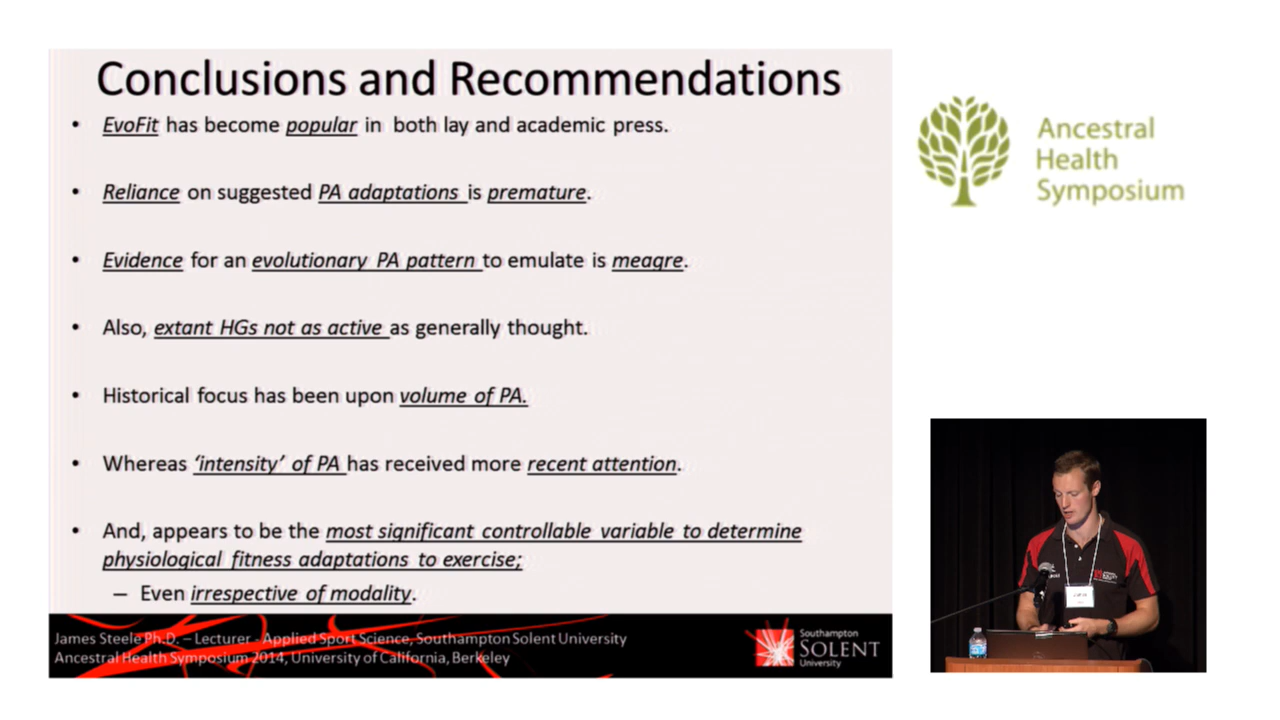 Conclusions and Recommendations
• EvoFit has become popular in both lay and academic press.
• Reliance on suggested PA adaptations is premature.
• Evidence for an evolutionary PA pattern to emulate is meagre.
• Also, extant HGs not as active as generally thought.
• Historical focus has been upon volume of PA.
• Whereas ‘intensity’ of PA has received more recent attention.
• And, appears to be the most significant controllable variable to determine
physiological fitness adaptations to exercise;
– Even irrespective of modality.
James Steele Ph.D. – Lecturer - Applied Sport Science, Southampton Solent University
Ancestral Health Symposium 2014, University of California, Berkeley
Southampton
SOLENT
University
Ancestral
Health
Symposium